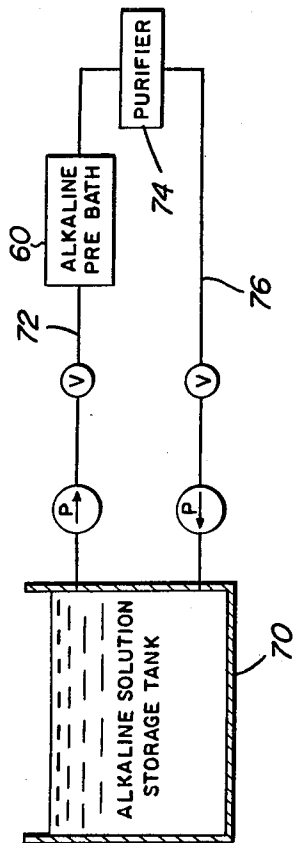 60
ALKALINE
PRE BATH
72
V
P
PURIFIER
74
76
V
P
ALKALINE SOLUTION
STORAGE TANK
70